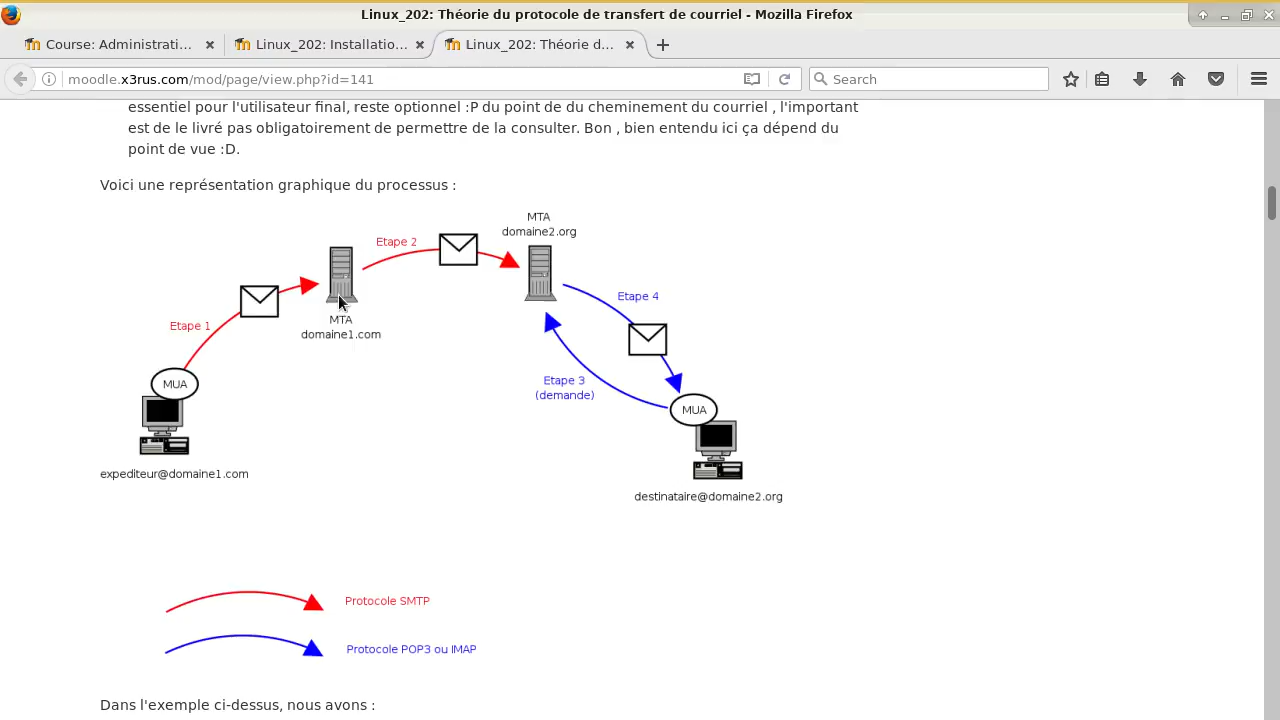 Linux_202: Théorie du protocole de transfert de courriel - Mozilla Firefox
Course: Administrati...
Linux_202: Installatio...
Linux_202: Théorie d...
moodle.x3rus.com/mod/page/view.php?id=141
Search
essentiel pour l'utilisateur final, reste optionnel :P du point de du cheminement du courriel , l'important
est de le livré pas obligatoirement de permettre de la consulter. Bon , bien entendu ici ça dépend du
point de vue :D.
Voici une représentation graphique du processus :
MTA
domaine2.org
Etape 2
Etape 4
Etape 1
MTA
domaine1.com
Etape 3
(demande)
MUA
MUA
expediteur@domaine1.com
destinataire@domaine2.org
Protocole SMTP
Protocole POP3 ou IMAP
Dans l'exemple ci-dessus, nous avons :